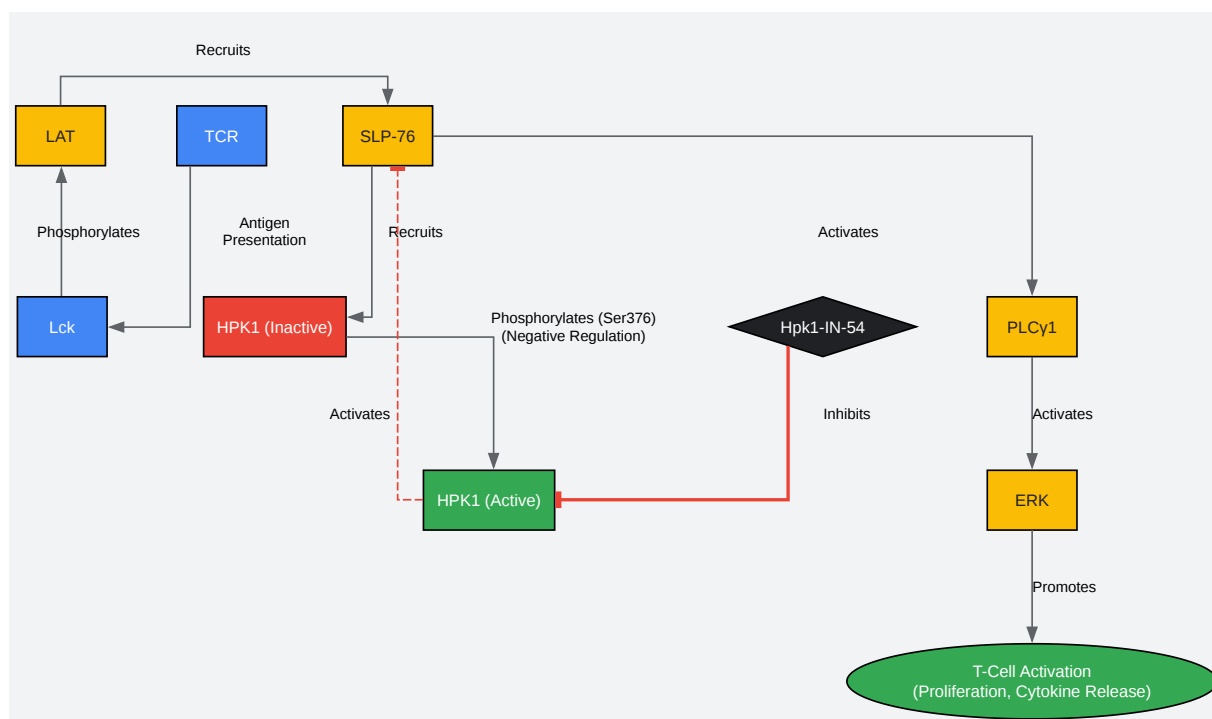 Recruits
LAT
TCR
SLP-76
Phosphorylates
Antigen
Presentation
Recruits
Activates
Lck
HPK1 (Inactive)
Phosphorylates (Ser376)
(Negative Regulation)
Hpk1-IN-54
PLCγ1
Activates
Inhibits
Activates
HPK1 (Active)
ERK
Promotes
T-Cell Activation
(Proliferation, Cytokine Release)